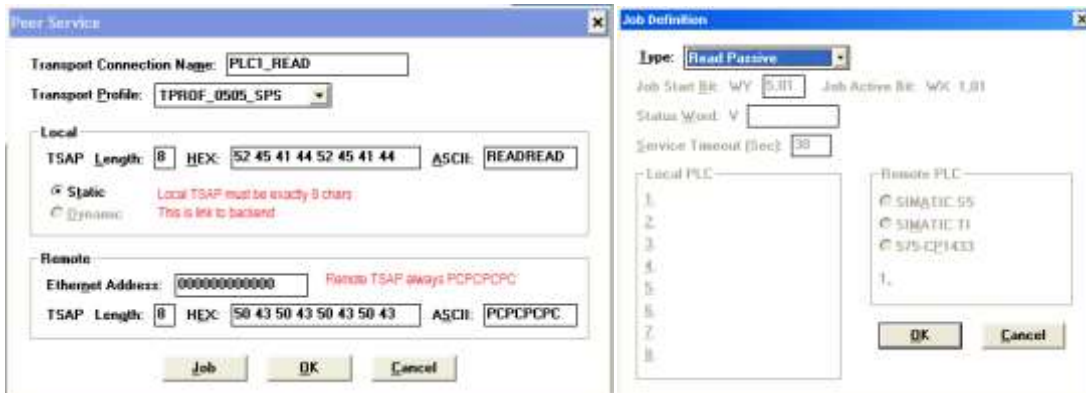 Peer Service
Transport Connection Name: PLC1_READ
Transport Profile: TPROF_0505_SPS
Local
TSAP Length: 8 HEX: 52 45 41 44 52 45 41 44 ASCII: READREAD
Static
Local TSAP must be exactly 8 chars
Dynamic
This is link to backend
Remote
Ethernet Address: 000000000000
Remote TSAP always PCPCPCPC
TSAP Length: 8 HEX: 50 43 50 43 50 43 50 43 ASCII: PCPCPCPC
Job OK Cancel
Job Definition
Type: Read Passive
Job Start Bit: WY 5,01 Job Active Bit: WX 1,01
Status Word: V
Service Timeout (Sec): 30
Local PLC
1.
2.
3.
4.
5.
6.
7.
8.
Remote PLC
SIMATIC S5
SIMATIC TI
S75-CP1433
1.
OK Cancel